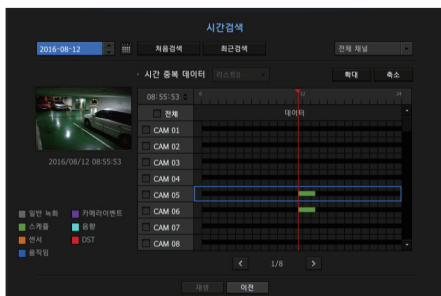 시간검색
2016-08-12 처음검색 최근검색 전체 채널
시간 중복 데이터 리스트0 확대 축소
08:55:53 0 12 24
전체 데이터
CAM 01
CAM 02
CAM 03
CAM 04
CAM 05
CAM 06
CAM 07
CAM 08
2016/08/12 08:55:53
일반 녹화 카메라이벤트
스케쥴 음향
센서 DST
움직임
< 1/8 >
재생 이전